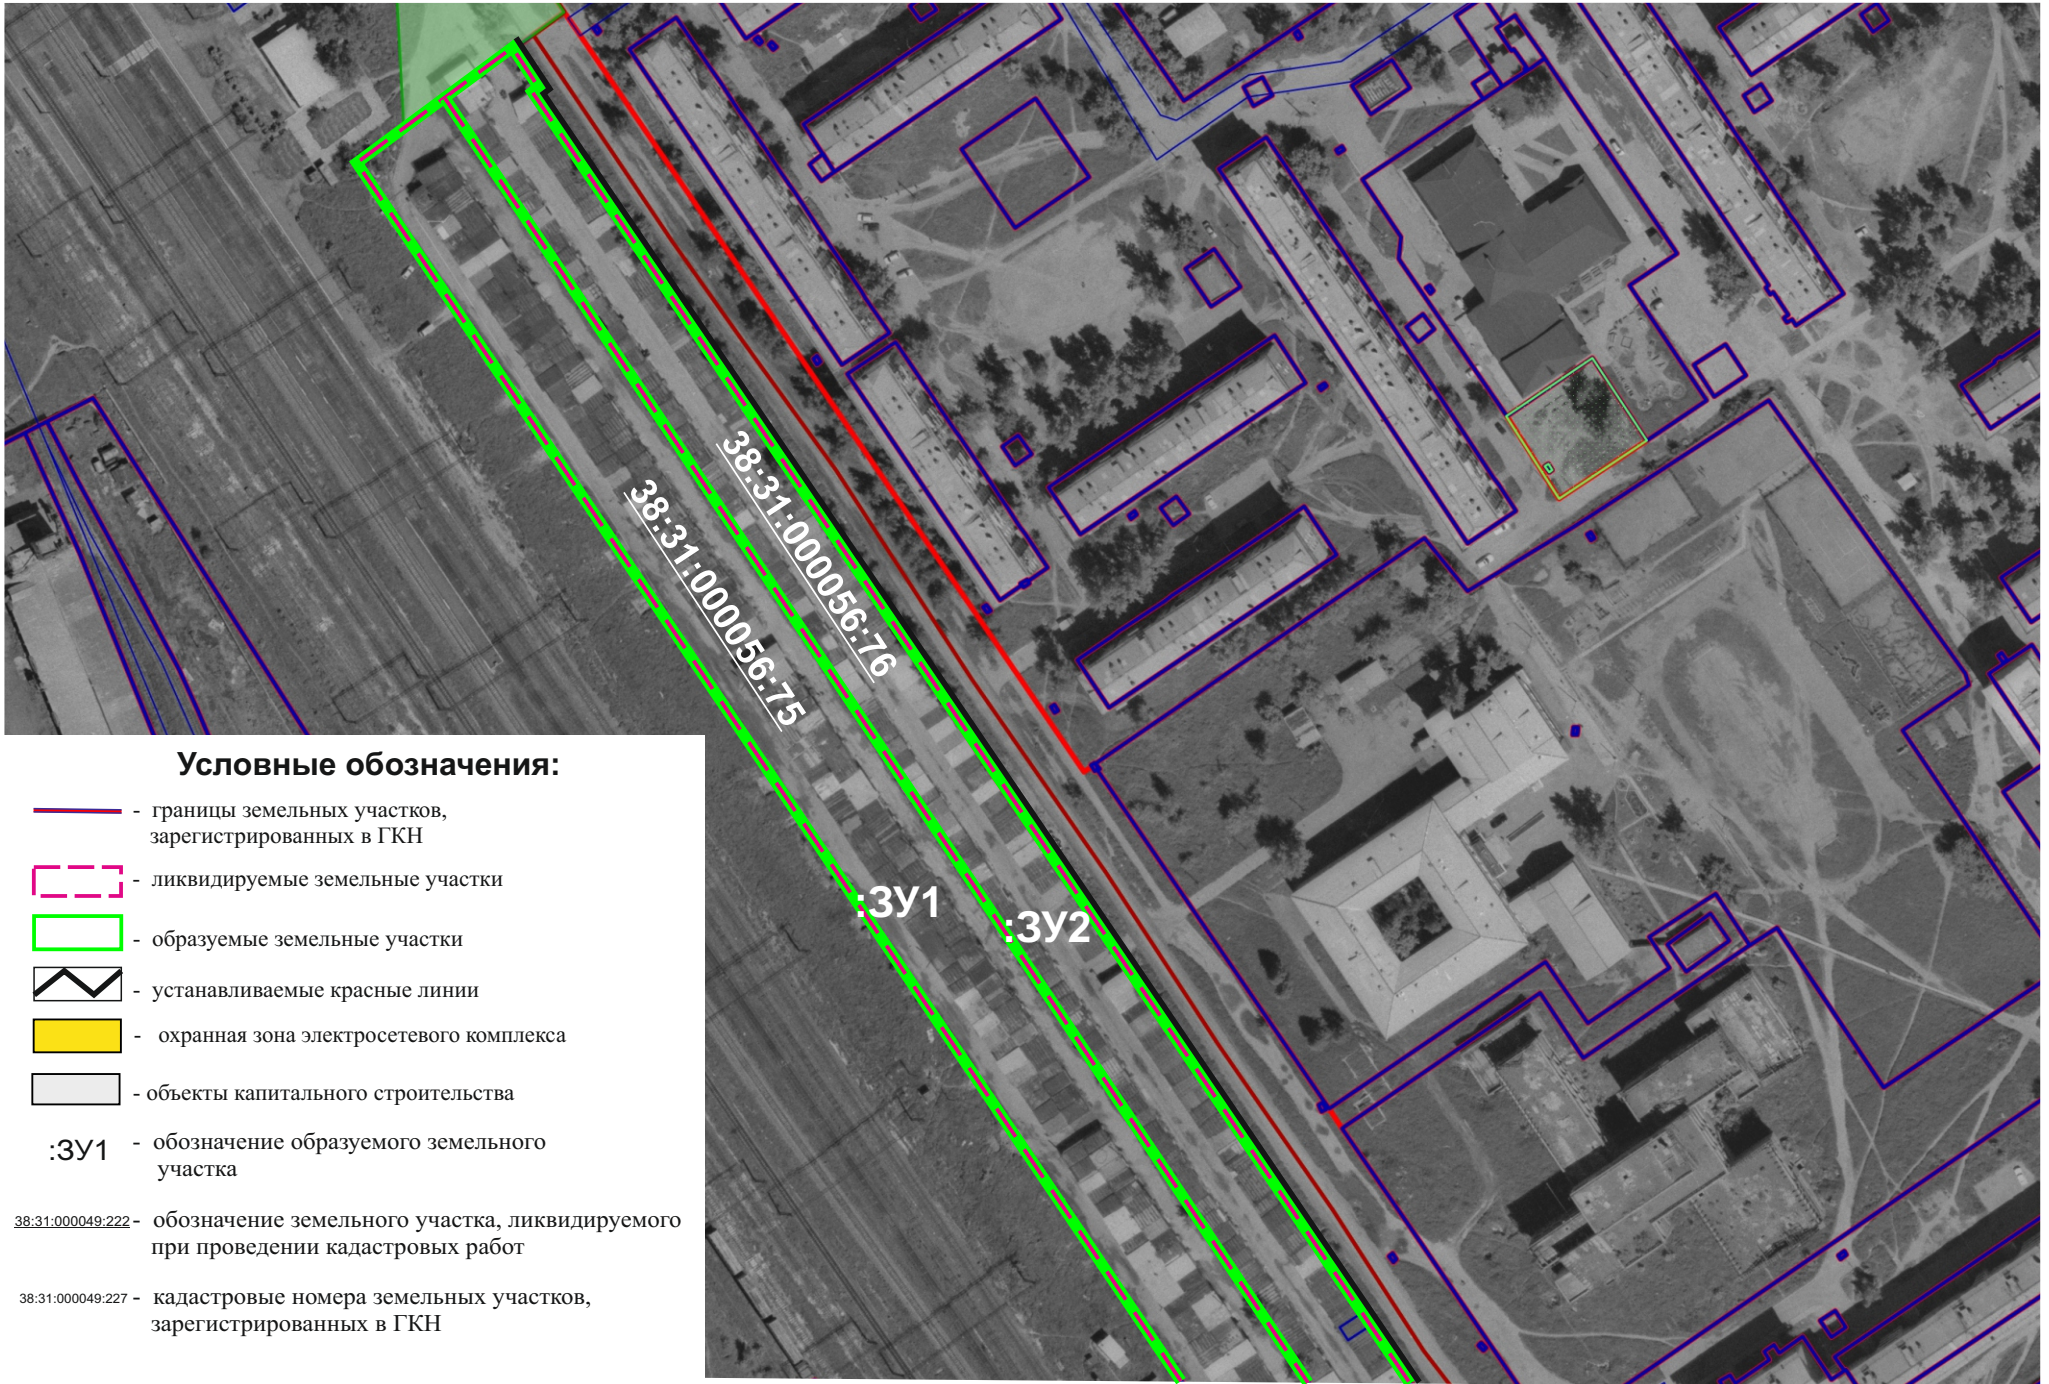 38:31:000056:76
38:31:000056:75
:ЗУ1
:ЗУ2
Условные обозначения:
- границы земельных участков,
зарегистрированных в ГКН
- ликвидируемые земельные участки
- образуемые земельные участки
- устанавливаемые красные линии
- охранная зона электросетевого комплекса
- объекты капитального строительства
:ЗУ1 - обозначение образуемого земельного
участка
38:31:000049:222 - обозначение земельного участка, ликвидируемого
при проведении кадастровых работ
38:31:000049:227 - кадастровые номера земельных участков,
зарегистрированных в ГКН